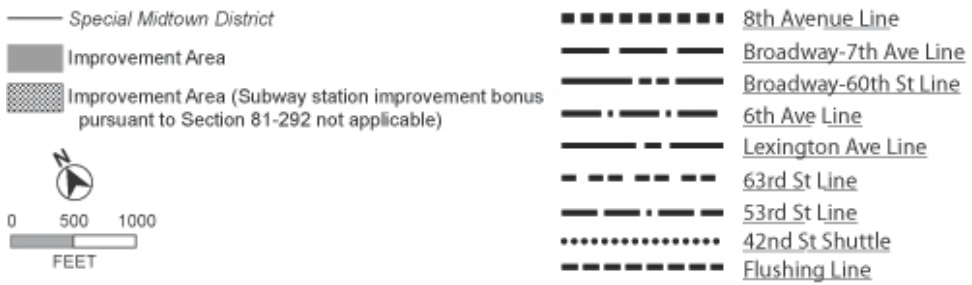 Special Midtown District
Improvement Area
Improvement Area (Subway station improvement bonus
pursuant to Section 81-292 not applicable)
N
0 500 1000
FEET
8th Avenue Line
Broadway-7th Ave Line
Broadway-60th St Line
6th Ave Line
Lexington Ave Line
63rd St Line
53rd St Line
42nd St Shuttle
Flushing Line